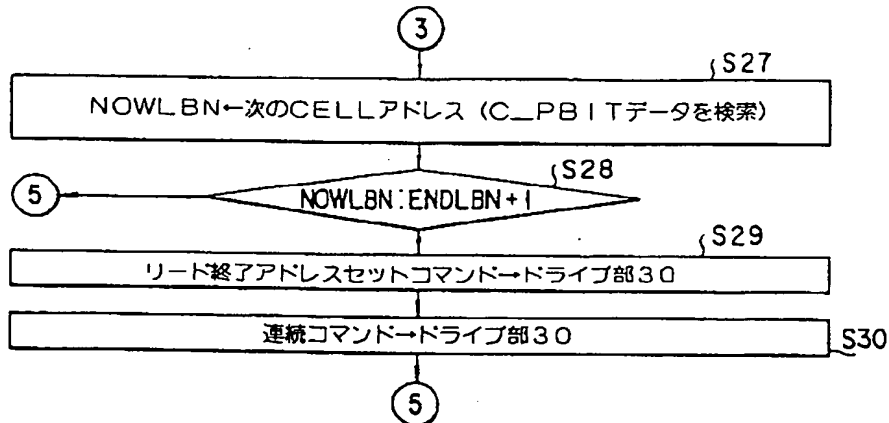 3
S27
NOWLBN←次のCELLアドレス（C_PBITデータを検索）
S28
5
NOWLBN:ENDLBN+1
S29
リード終了アドレスセットコマンド→ドライブ部30
連続コマンド→ドライブ部30
S30
5